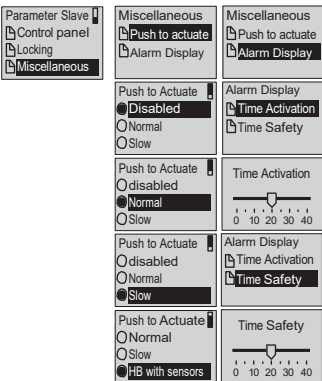 Parameter Slave
Control panel
Locking
Miscellaneous
Miscellaneous
Push to actuate
Alarm Display
Miscellaneous
Push to actuate
Alarm Display
Push to Actuate
Disabled
Normal
Slow
Alarm Display
Time Activation
Time Safety
Push to Actuate
disabled
Normal
Slow
Time Activation
0 10 20 30 40
Push to Actuate
disabled
Normal
Slow
Alarm Display
Time Activation
Time Safety
Push to Actuate
Normal
Slow
HB with sensors
Time Safety
0 10 20 30 40